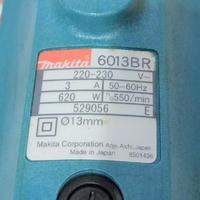 makita 6013BR
220-230 V~
3 A 50-60Hz
620 W n°550/min
529056 E
Ø13mm
Makita Corporation Anjo, Aichi, Japan
Made in Japan 8501436